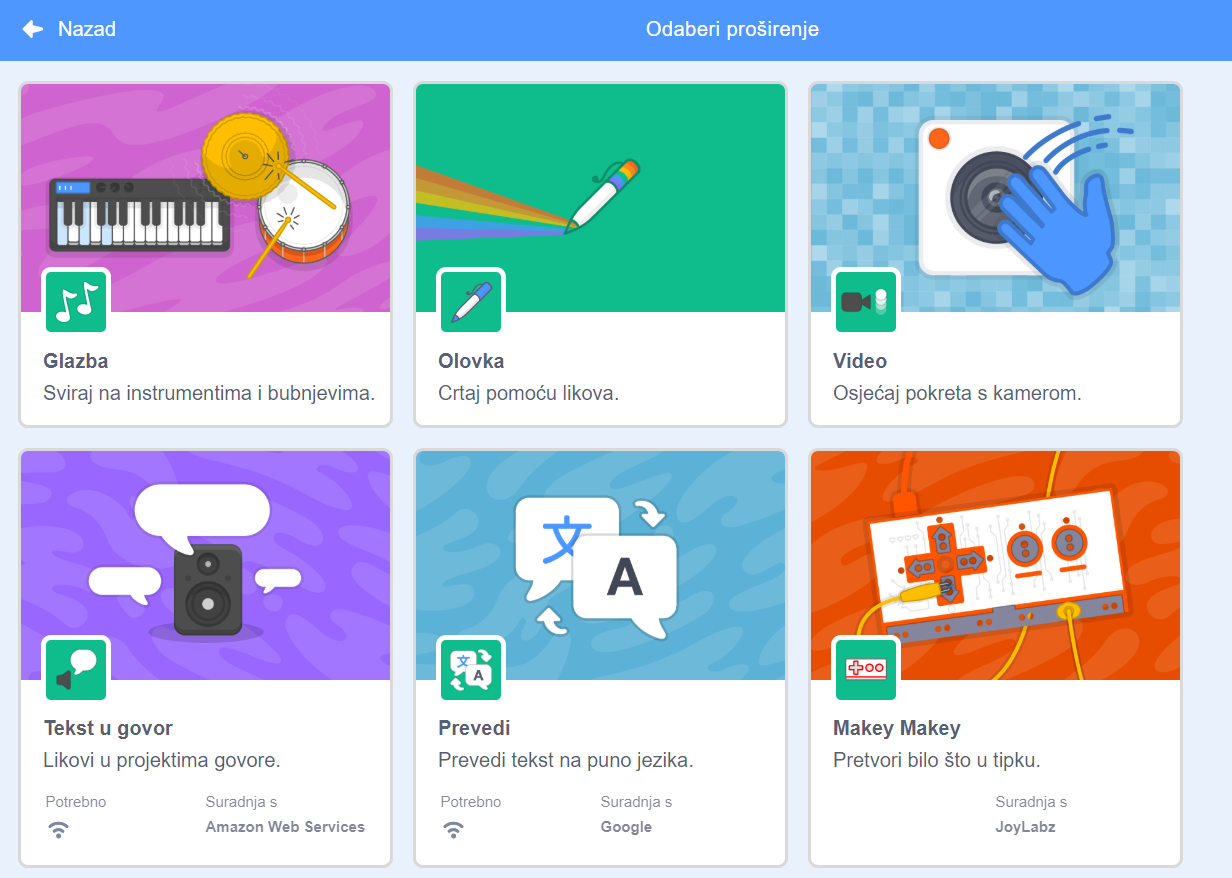 Nazad
Odaberi proširenje
Glazba
Sviraj na instrumentima i bubnjevima.
Olovka
Crtaj pomoću likova.
Video
Osjećaj pokreta s kamerom.
文
A
文
A
Tekst u govor
Likovi u projektima govore.
Potrebno
Suradnja s
Amazon Web Services
Prevedi
Prevedi tekst na puno jezika.
Potrebno
Suradnja s
Google
Makey Makey
Pretvori bilo što u tipku.
Suradnja s
JoyLabz